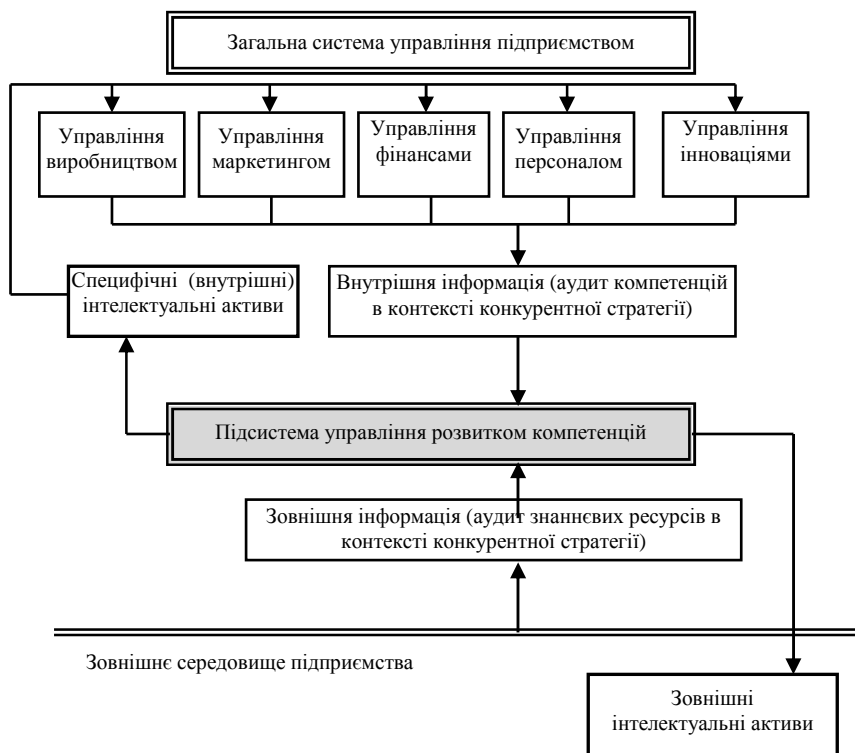 Загальна система управління підприємством
Управління
виробництвом
Управління
маркетингом
Управління
фінансами
Управління
персоналом
Управління
інноваціями
Специфічні (внутрішні)
інтелектуальні активи
Внутрішня інформація (аудит компетенцій
в контексті конкурентної стратегії)
Підсистема управління розвитком компетенцій
Зовнішня інформація (аудит знаннєвих ресурсів в
контексті конкурентної стратегії)
Зовнішнє середовище підприємства
Зовнішні
інтелектуальні активи